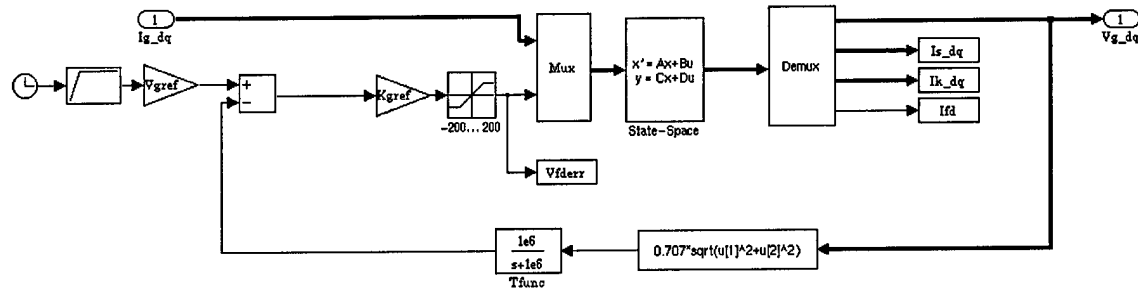 1
Ig_dq
Vgref
+
−
Kgref
-200... 200
Mux
x' = Ax+Bu
y = Cx+Du
State-Space
Demux
1
Vg_dq
Is_dq
Ik_dq
Ifd
Vfderr
1e6
s+1e6
Tfunc
0.707*sqrt(u[1]^2+u[2]^2)